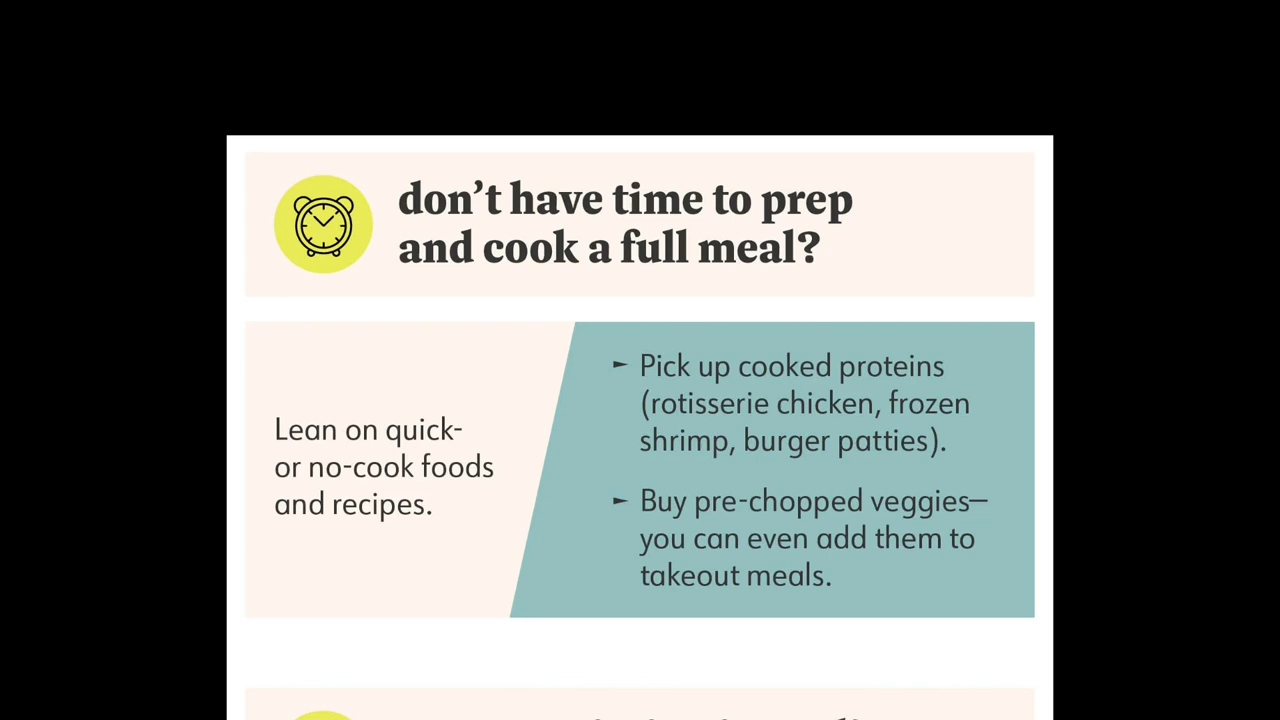 don’t have time to prep
and cook a full meal?
Lean on quick-
or no-cook foods
and recipes.
► Pick up cooked proteins
(rotisserie chicken, frozen
shrimp, burger patties).
► Buy pre-chopped veggies—
you can even add them to
takeout meals.